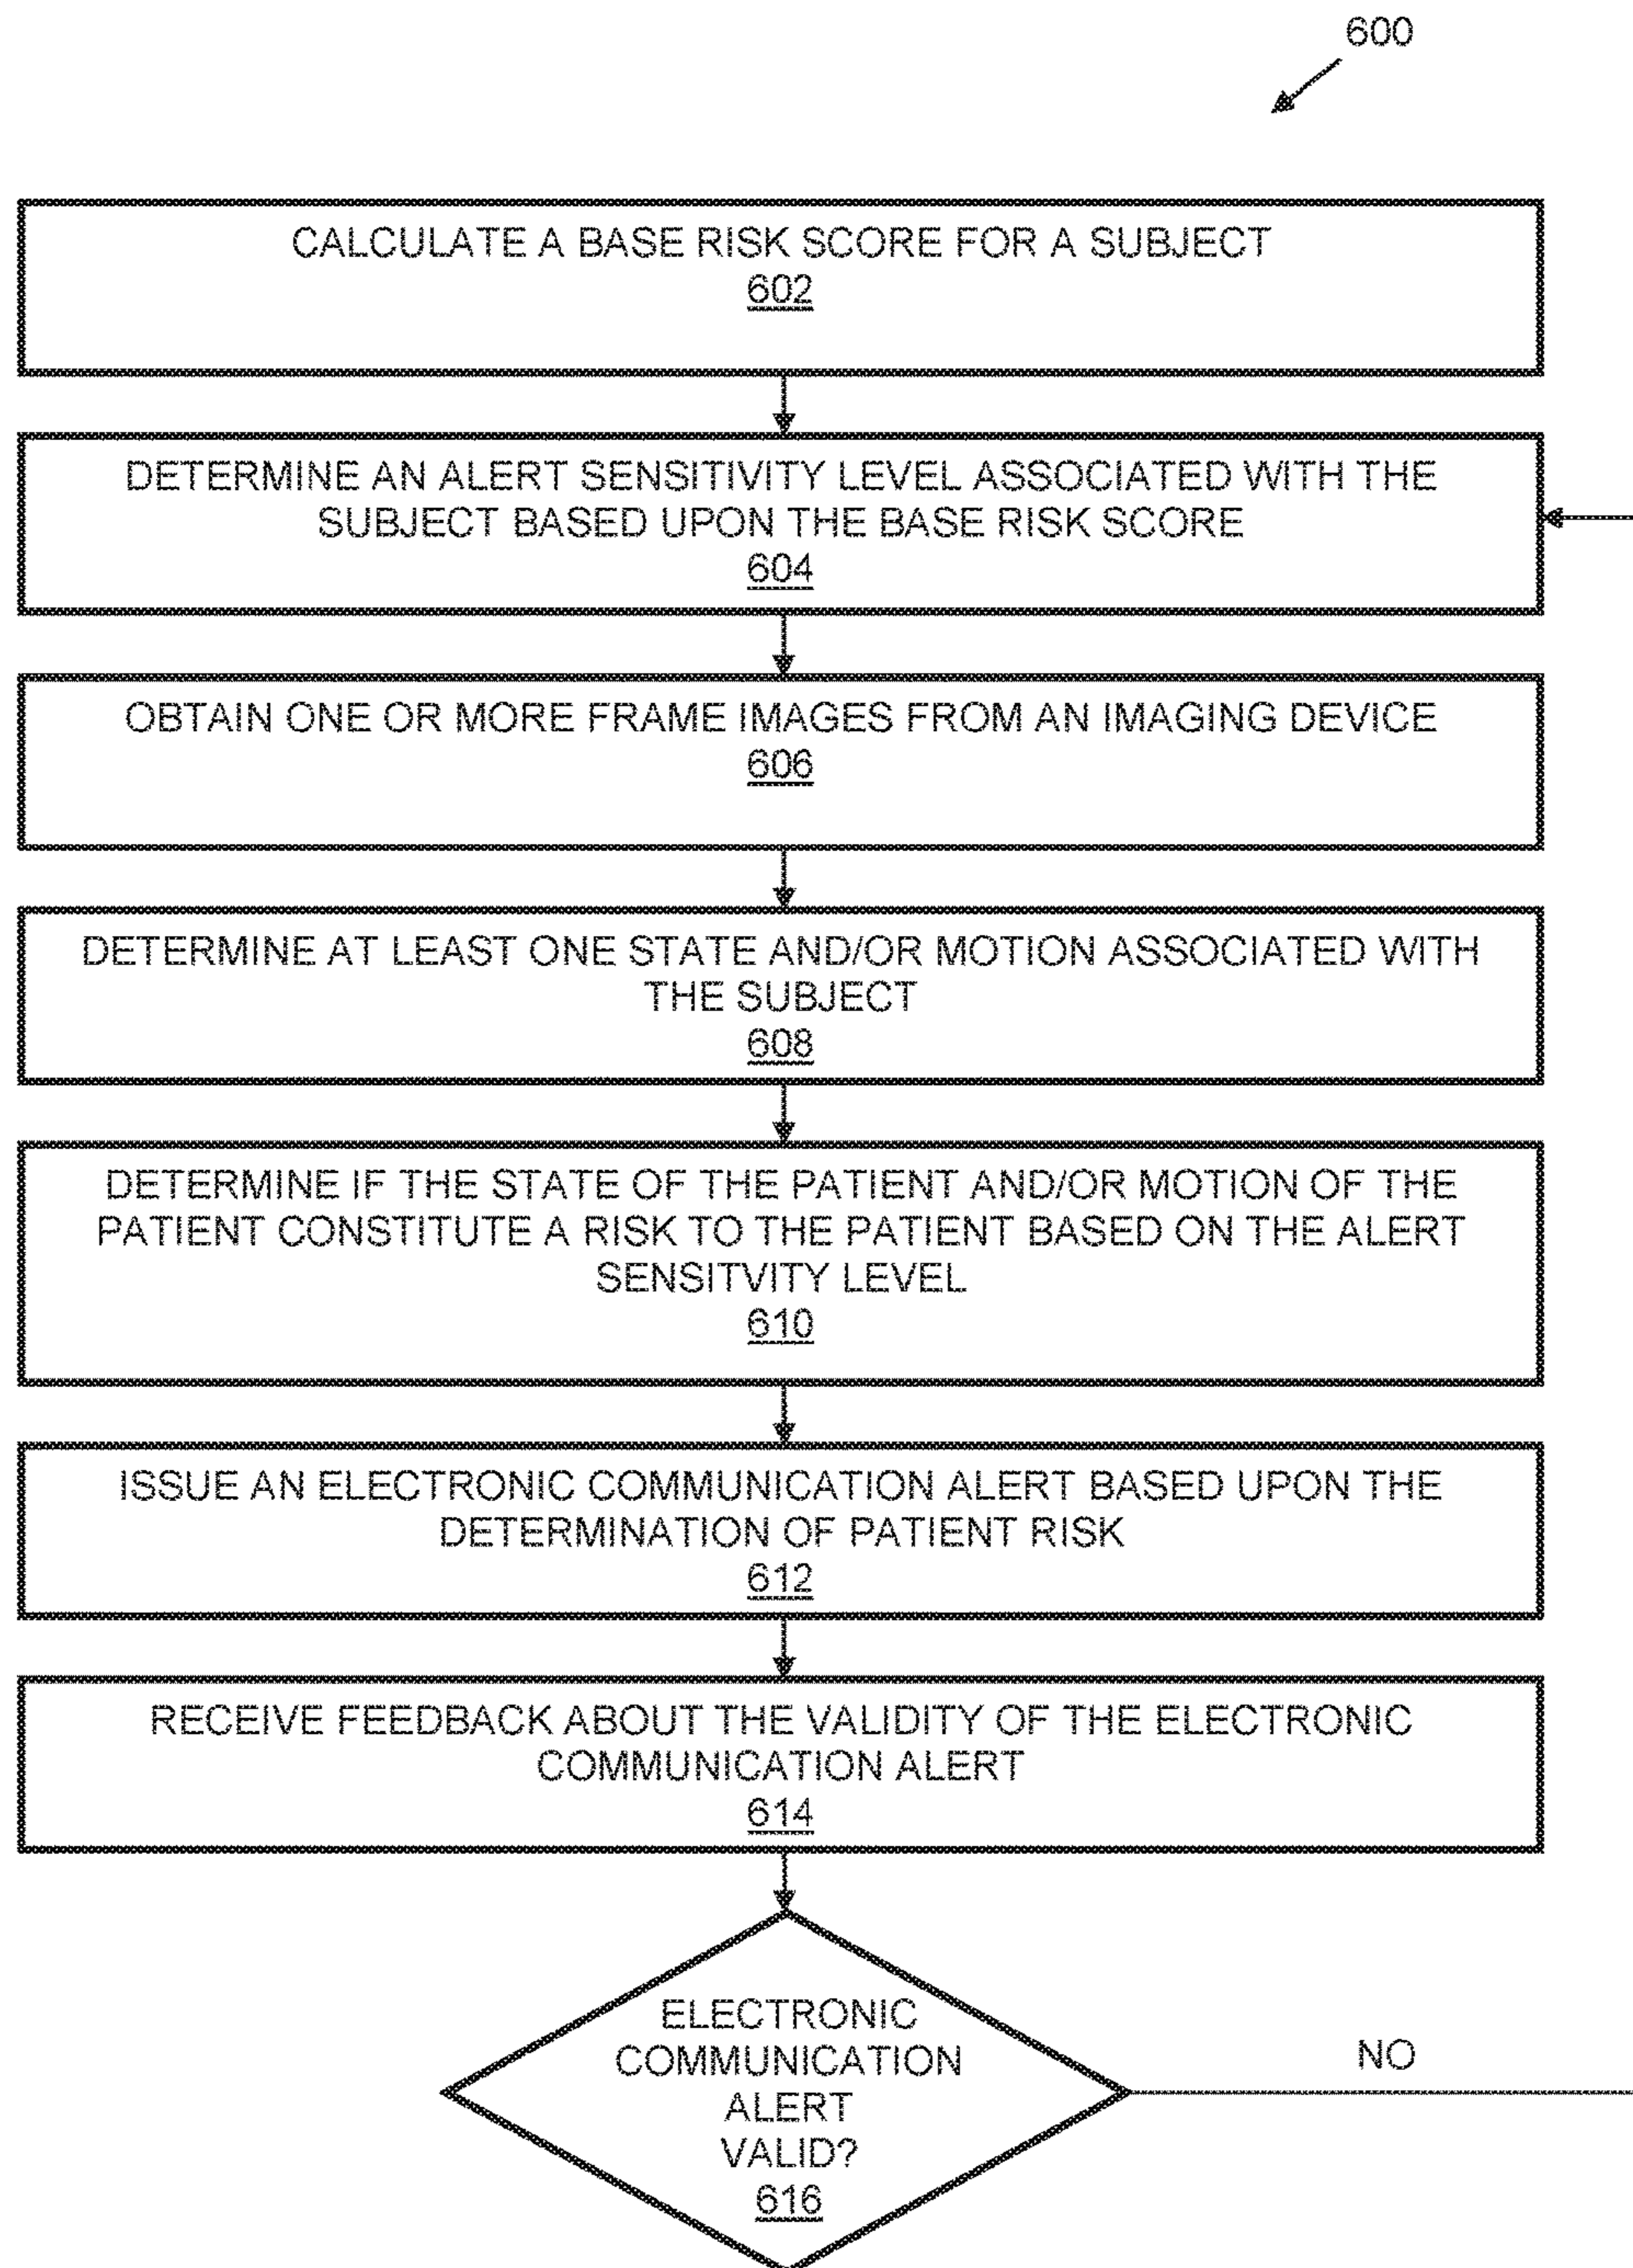 600
CALCULATE A BASE RISK SCORE FOR A SUBJECT
602
DETERMINE AN ALERT SENSITIVITY LEVEL ASSOCIATED WITH THE
SUBJECT BASED UPON THE BASE RISK SCORE
604
OBTAIN ONE OR MORE FRAME IMAGES FROM AN IMAGING DEVICE
606
DETERMINE AT LEAST ONE STATE AND/OR MOTION ASSOCIATED WITH
THE SUBJECT
608
DETERMINE IF THE STATE OF THE PATIENT AND/OR MOTION OF THE
PATIENT CONSTITUTE A RISK TO THE PATIENT BASED ON THE ALERT
SENSITVITY LEVEL
610
ISSUE AN ELECTRONIC COMMUNICATION ALERT BASED UPON THE
DETERMINATION OF PATIENT RISK
612
RECEIVE FEEDBACK ABOUT THE VALIDITY OF THE ELECTRONIC
COMMUNICATION ALERT
614
ELECTRONIC
COMMUNICATION
ALERT
VALID?
616
NO